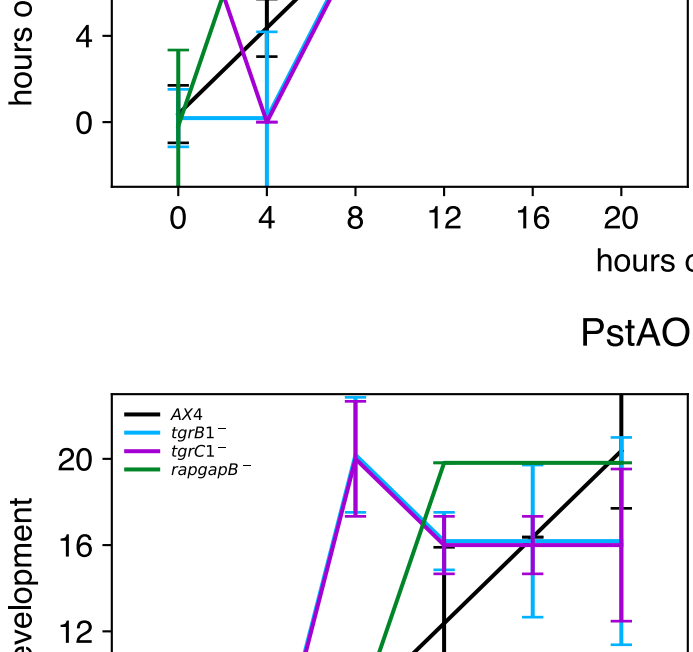 hours o
4
0
0 4 8 12 16 20
hours
PstAO
AX4
tgrB1⁻
tgrC1⁻
rapgapB⁻
20
16
12
evelopment